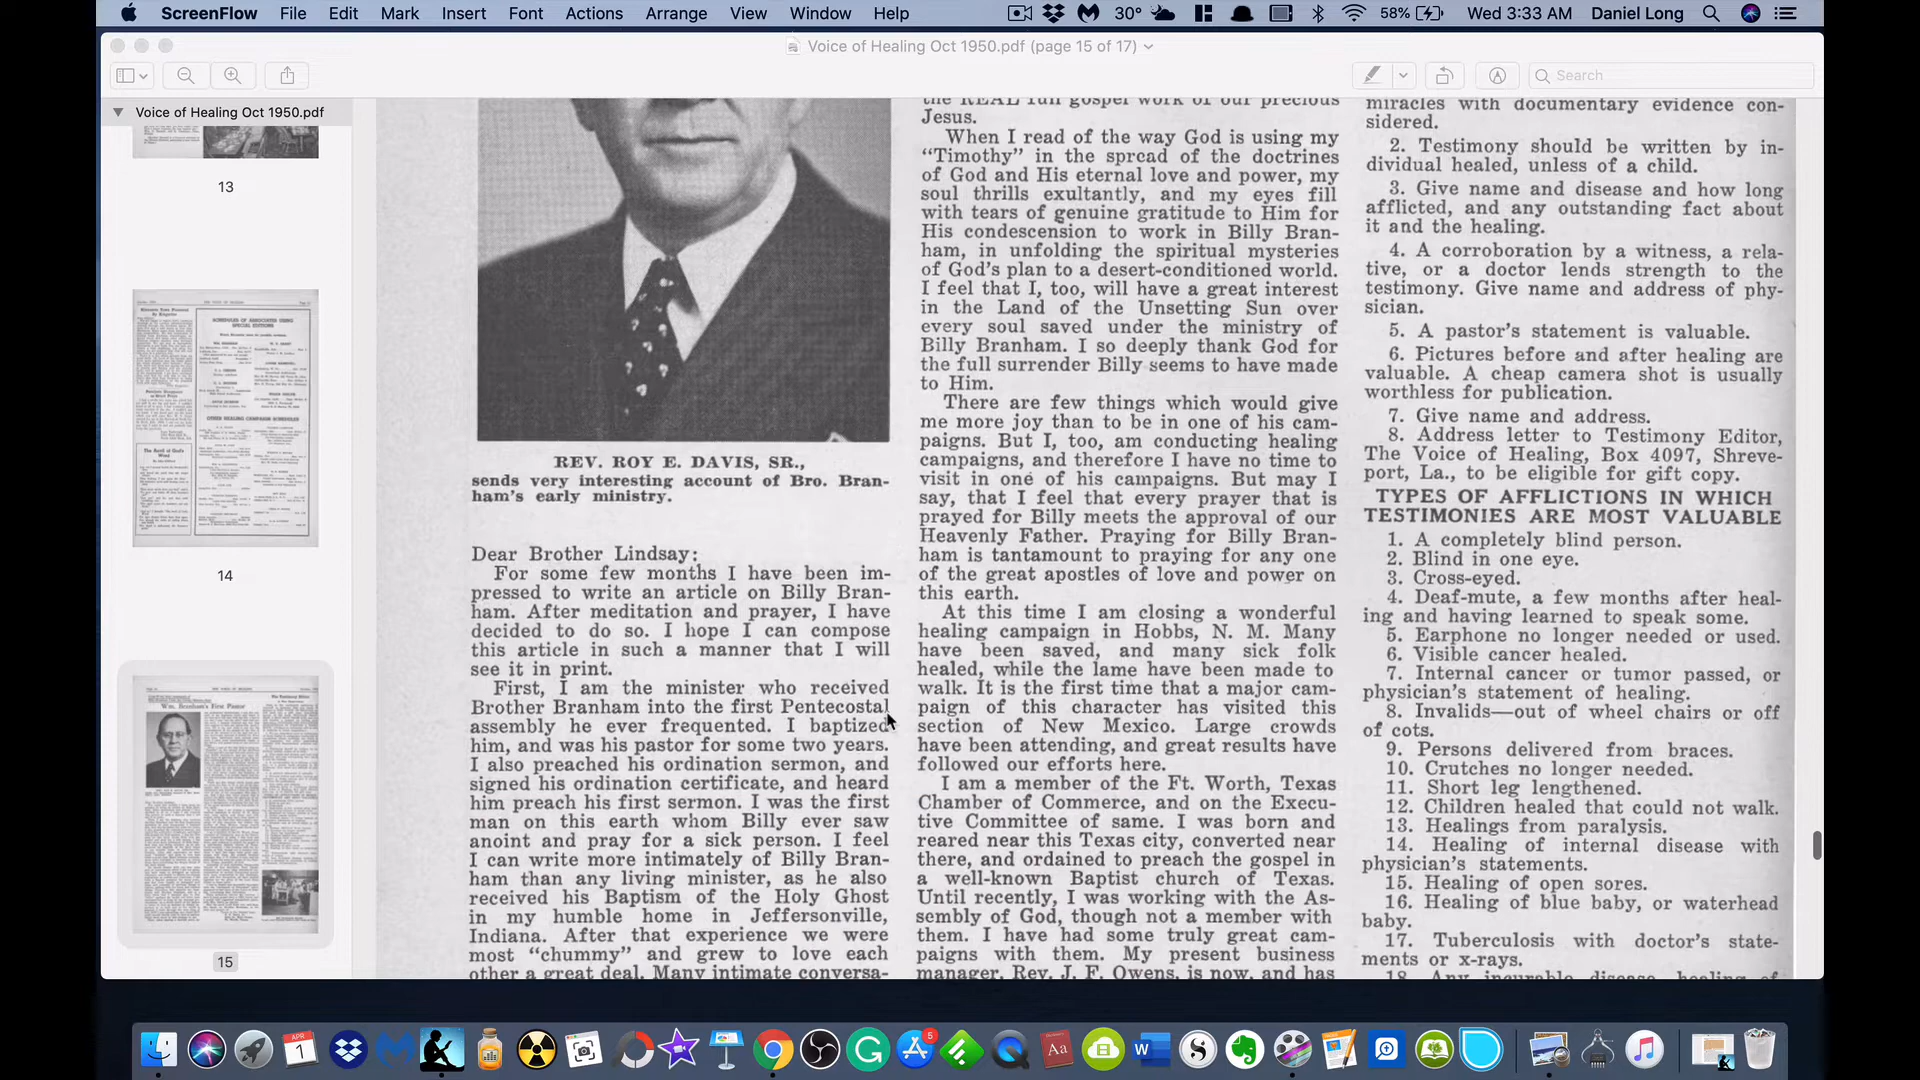 ScreenFlow File Edit Mark Insert Font Actions Arrange View Window Help 30° 58% Wed 3:33 AM Daniel Long
Voice of Healing Oct 1950.pdf (page 15 of 17)
Search
Voice of Healing Oct 1950.pdf
13
14
15
Wm. Branham's First Pastor
REV. ROY E. DAVIS, SR.,
sends very interesting account of Bro. Bran-
ham's early ministry.
Dear Brother Lindsay:
For some few months I have been im-
pressed to write an article on Billy Bran-
ham. After meditation and prayer, I have
decided to do so. I hope I can compose
this article in such a manner that I will
see it in print.
First, I am the minister who received
Brother Branham into the first Pentecostal
assembly he ever frequented. I baptized
him, and was his pastor for some two years.
I also preached his ordination sermon, and
signed his ordination certificate, and heard
him preach his first sermon. I was the first
man on this earth whom Billy ever saw
anoint and pray for a sick person. I feel
I can write more intimately of Billy Bran-
ham than any living minister, as he also
received his Baptism of the Holy Ghost
in my humble home in Jeffersonville,
Indiana. After that experience we were
most "chummy" and grew to love each
other a great deal. Many intimate conversa-
the REAL full gospel work of our precious
Jesus.
When I read of the way God is using my
"Timothy" in the spread of the doctrines
of God and His eternal love and power, my
soul thrills exultantly, and my eyes fill
with tears of genuine gratitude to Him for
His condescension to work in Billy Bran-
ham, in unfolding the spiritual mysteries
of God's plan to a desert-conditioned world.
I feel that I, too, will have a great interest
in the Land of the Unsetting Sun over
every soul saved under the ministry of
Billy Branham. I so deeply thank God for
the full surrender Billy seems to have made
to Him.
There are few things which would give
me more joy than to be in one of his cam-
paigns. But I, too, am conducting healing
campaigns, and therefore I have no time to
visit in one of his campaigns. But may I
say, that I feel that every prayer that is
prayed for Billy meets the approval of our
Heavenly Father. Praying for Billy Bran-
ham is tantamount to praying for any one
of the great apostles of love and power on
this earth.
At this time I am closing a wonderful
healing campaign in Hobbs, N. M. Many
have been saved, and many sick folk
healed, while the lame have been made to
walk. It is the first time that a major cam-
paign of this character has visited this
section of New Mexico. Large crowds
have been attending, and great results have
followed our efforts here.
I am a member of the Ft. Worth, Texas
Chamber of Commerce, and on the Execu-
tive Committee of same. I was born and
reared near this Texas city, converted near
there, and ordained to preach the gospel in
a well-known Baptist church of Texas.
Until recently, I was working with the As-
sembly of God, though not a member with
them. I have had some truly great cam-
paigns with them. My present business
manager, Rev. J. F. Owens, is now, and has
miracles with documentary evidence con-
sidered.
2. Testimony should be written by in-
dividual healed, unless of a child.
3. Give name and disease and how long
afflicted, and any outstanding fact about
it and the healing.
4. A corroboration by a witness, a rela-
tive, or a doctor lends strength to the
testimony. Give name and address of phy-
sician.
5. A pastor's statement is valuable.
6. Pictures before and after healing are
valuable. A cheap camera shot is usually
worthless for publication.
7. Give name and address.
8. Address letter to Testimony Editor,
The Voice of Healing, Box 4097, Shreve-
port, La., to be eligible for gift copy.
TYPES OF AFFLICTIONS IN WHICH
TESTIMONIES ARE MOST VALUABLE
1. A completely blind person.
2. Blind in one eye.
3. Cross-eyed.
4. Deaf-mute, a few months after heal-
ing and having learned to speak some.
5. Earphone no longer needed or used.
6. Visible cancer healed.
7. Internal cancer or tumor passed, or
physician's statement of healing.
8. Invalids—out of wheel chairs or off
of cots.
9. Persons delivered from braces.
10. Crutches no longer needed.
11. Short leg lengthened.
12. Children healed that could not walk.
13. Healings from paralysis.
14. Healing of internal disease with
physician's statements.
15. Healing of open sores.
16. Healing of blue baby, or waterhead
baby.
17. Tuberculosis with doctor's state-
ments or x-rays.
18. Any incurable disease, healing of
APR
1
5
Aa
W
S